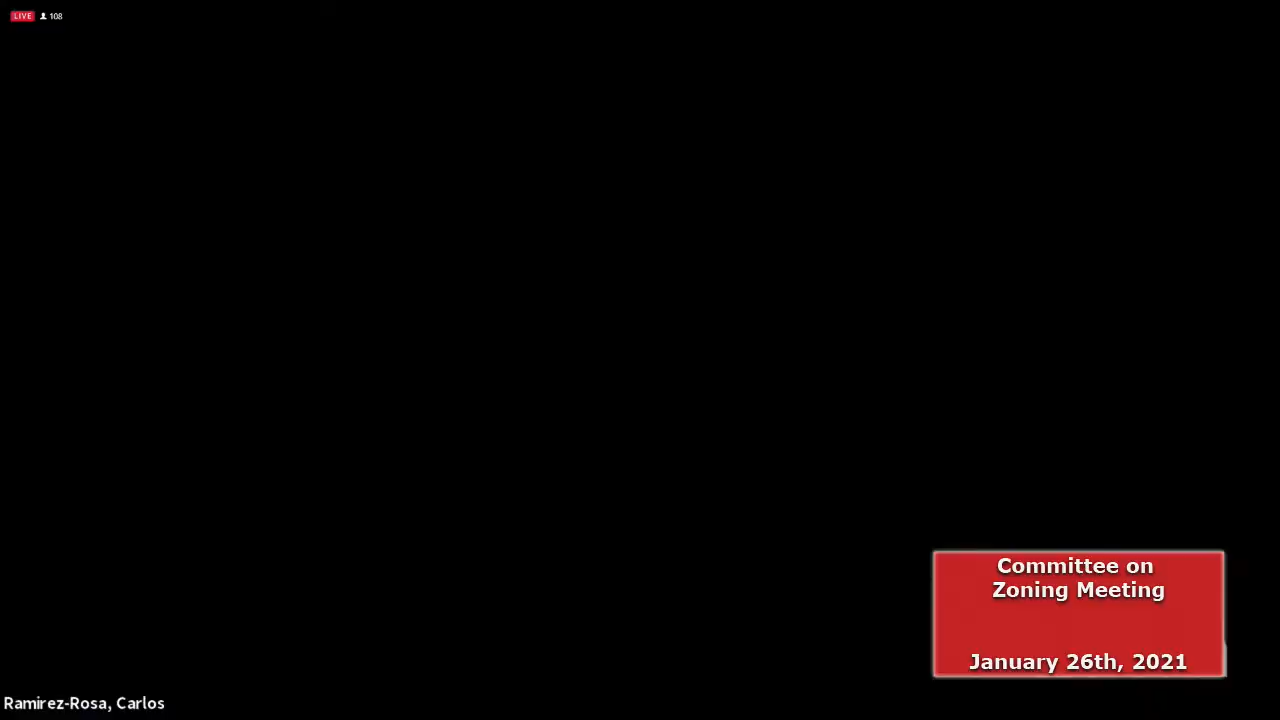 LIVE 108
Committee on
Zoning Meeting
January 26th, 2021
Ramirez-Rosa, Carlos